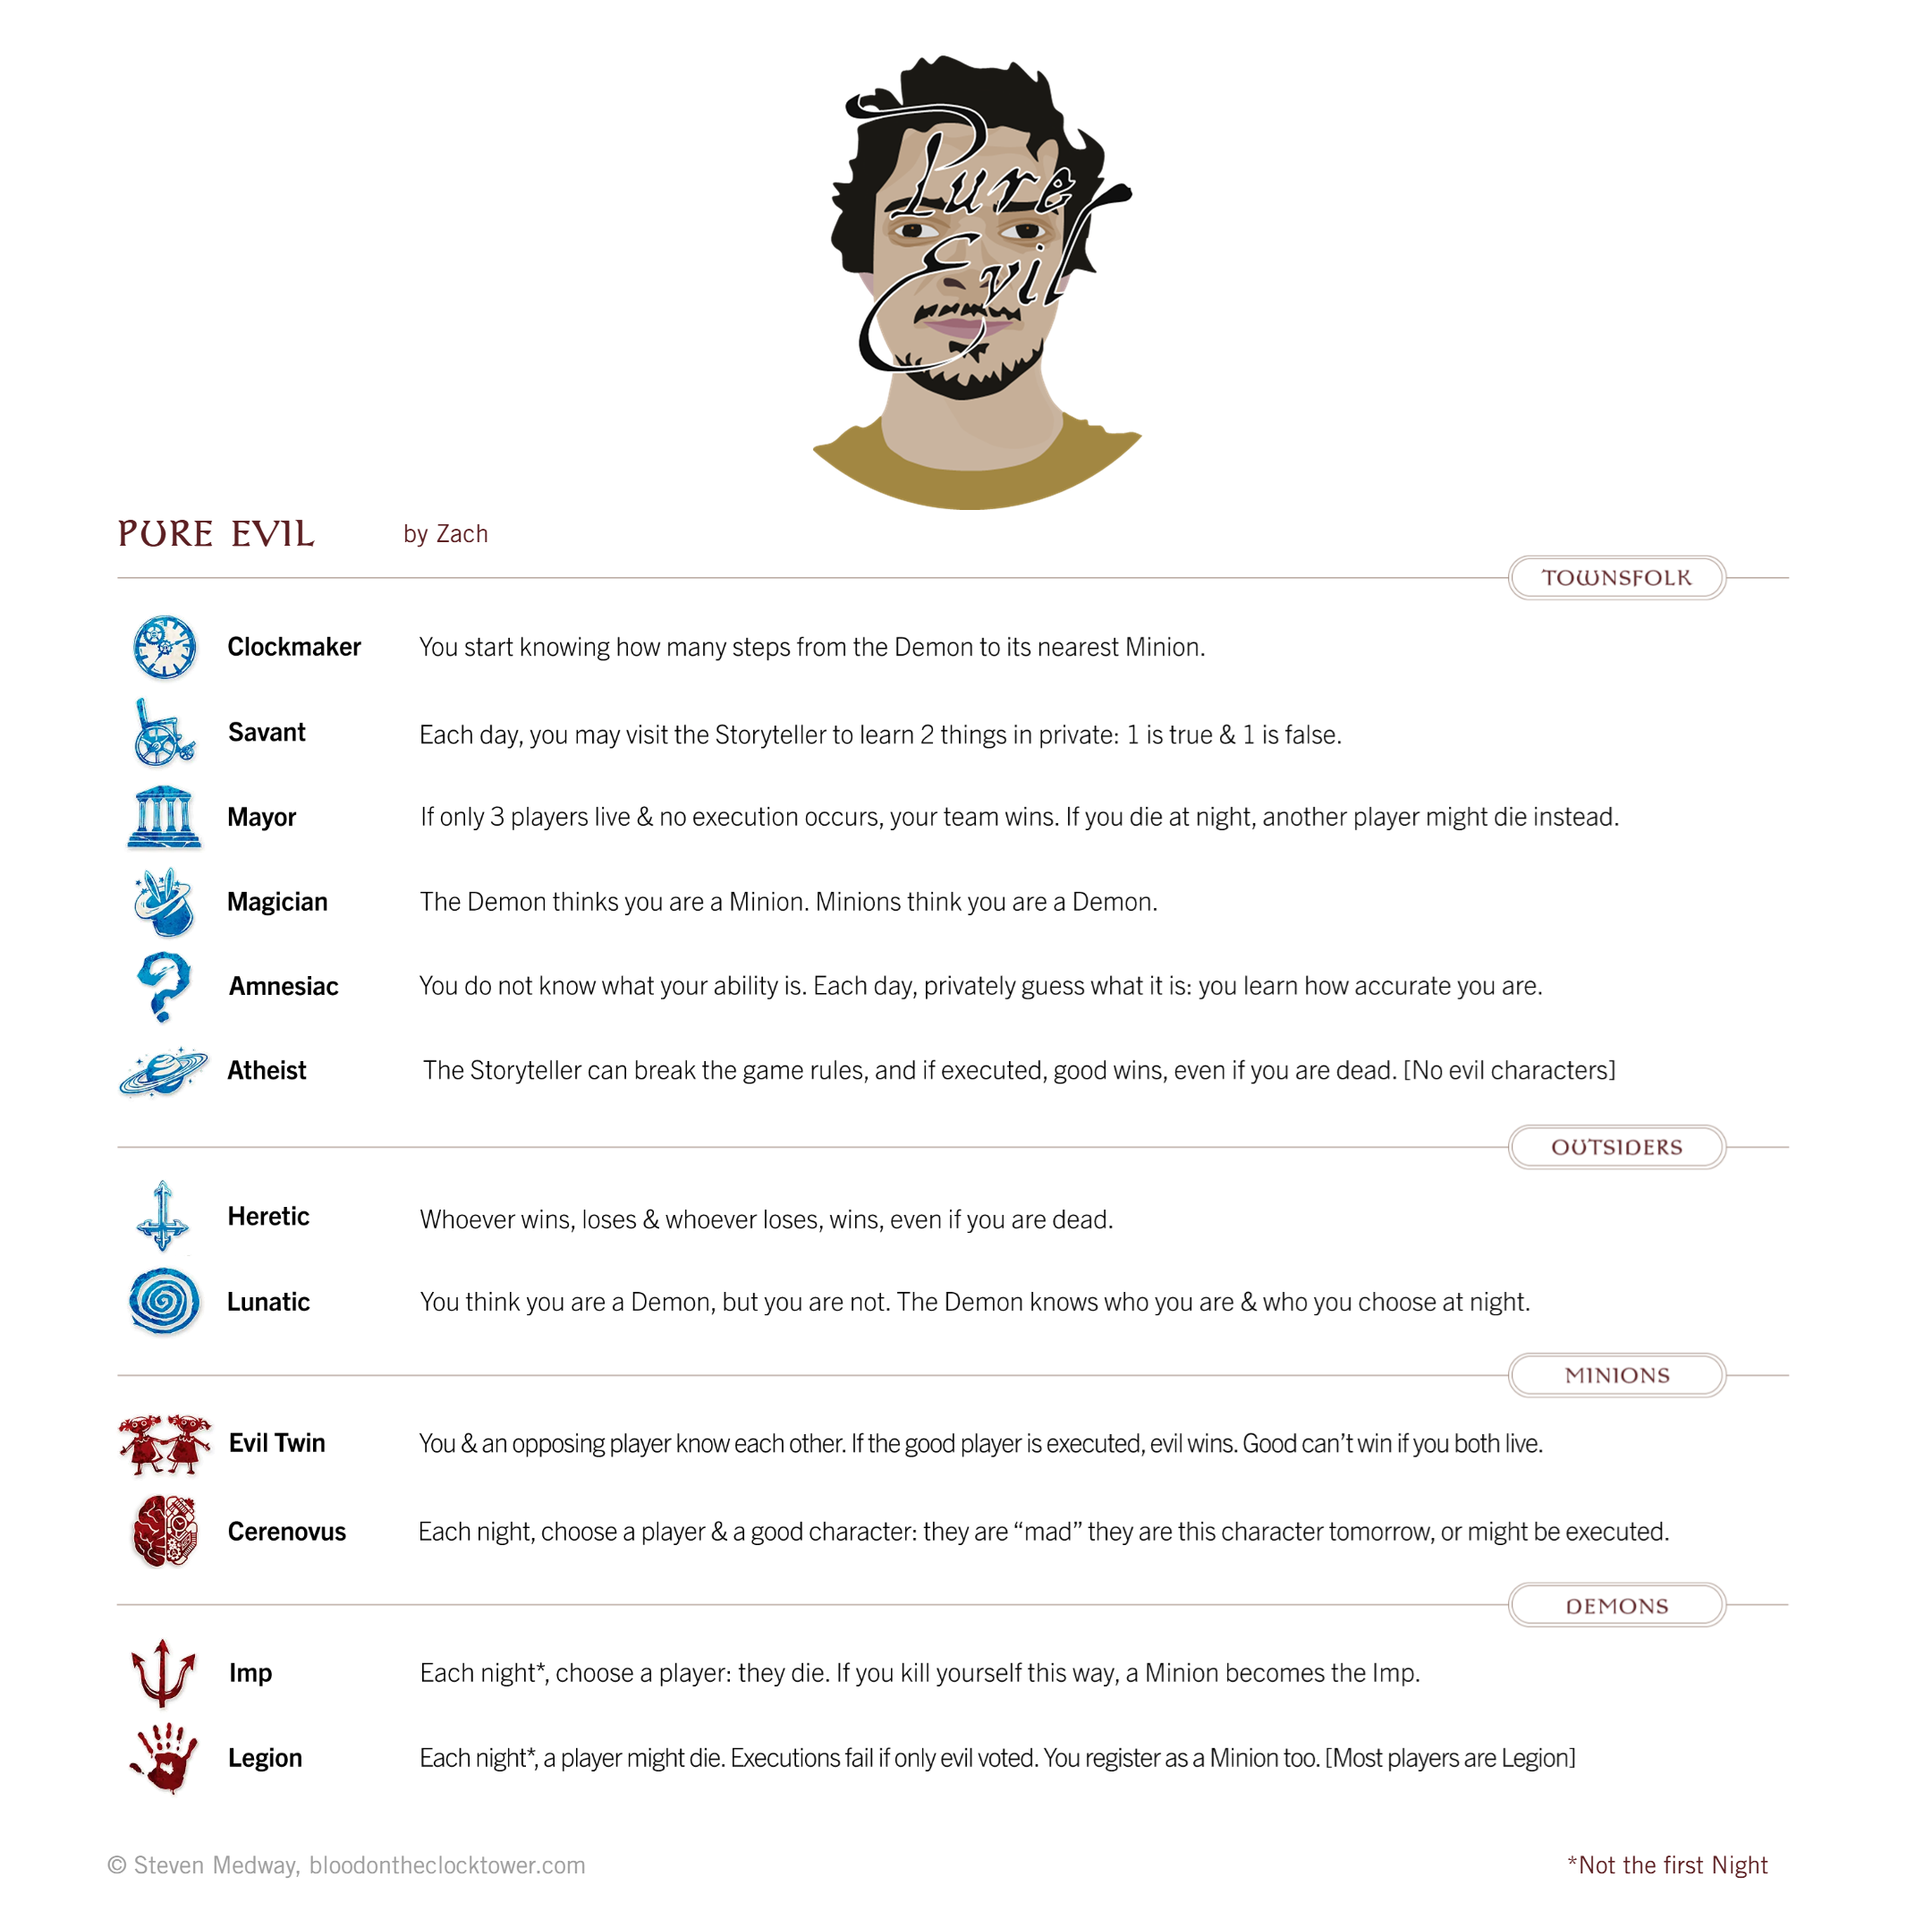 Pure
Evil
PURE EVIL by Zach
TOWNSFOLK
Clockmaker You start knowing how many steps from the Demon to its nearest Minion.
Savant Each day, you may visit the Storyteller to learn 2 things in private: 1 is true & 1 is false.
Mayor If only 3 players live & no execution occurs, your team wins. If you die at night, another player might die instead.
Magician The Demon thinks you are a Minion. Minions think you are a Demon.
Amnesiac You do not know what your ability is. Each day, privately guess what it is: you learn how accurate you are.
Atheist The Storyteller can break the game rules, and if executed, good wins, even if you are dead. [No evil characters]
OUTSIDERS
Heretic Whoever wins, loses & whoever loses, wins, even if you are dead.
Lunatic You think you are a Demon, but you are not. The Demon knows who you are & who you choose at night.
MINIONS
Evil Twin You & an opposing player know each other. If the good player is executed, evil wins. Good can’t win if you both live.
Cerenovus Each night, choose a player & a good character: they are “mad” they are this character tomorrow, or might be executed.
DEMONS
Imp Each night*, choose a player: they die. If you kill yourself this way, a Minion becomes the Imp.
Legion Each night*, a player might die. Executions fail if only evil voted. You register as a Minion too. [Most players are Legion]
© Steven Medway, bloodontheclocktower.com *Not the first Night